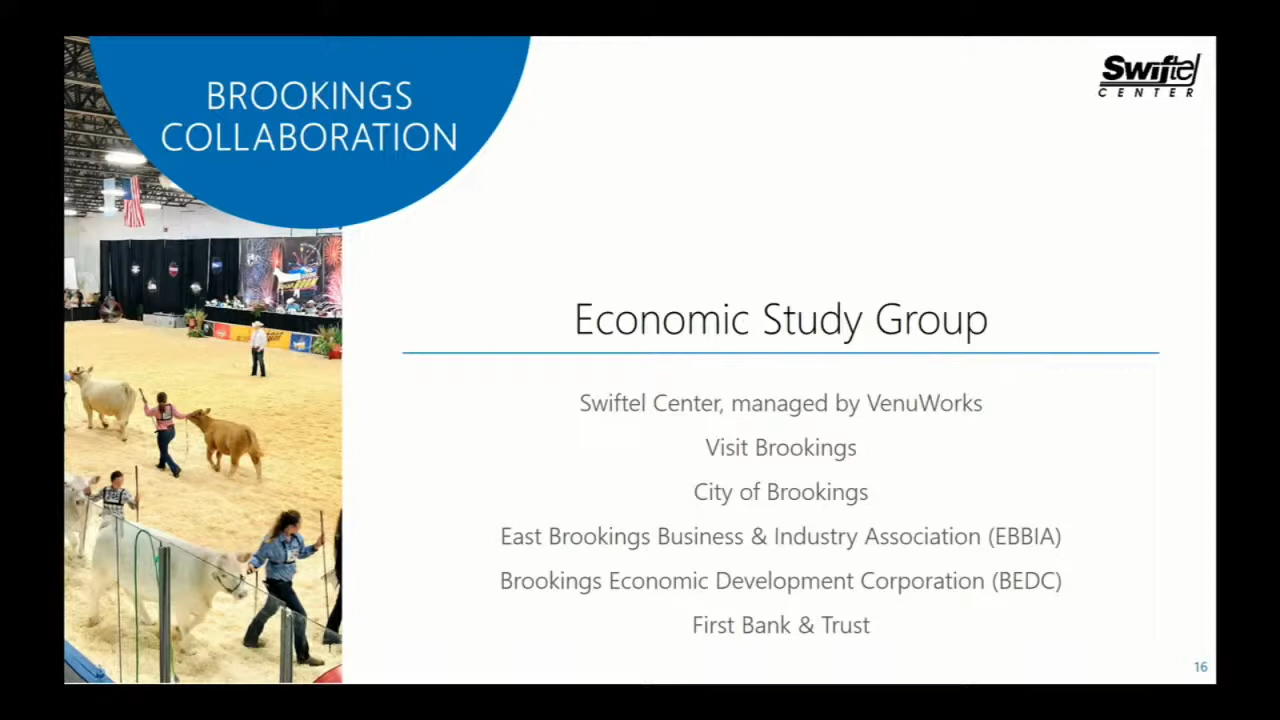 BROOKINGS
COLLABORATION
Swiftel
CENTER
Economic Study Group
Swiftel Center, managed by VenuWorks
Visit Brookings
City of Brookings
East Brookings Business & Industry Association (EBBIA)
Brookings Economic Development Corporation (BEDC)
First Bank & Trust
16